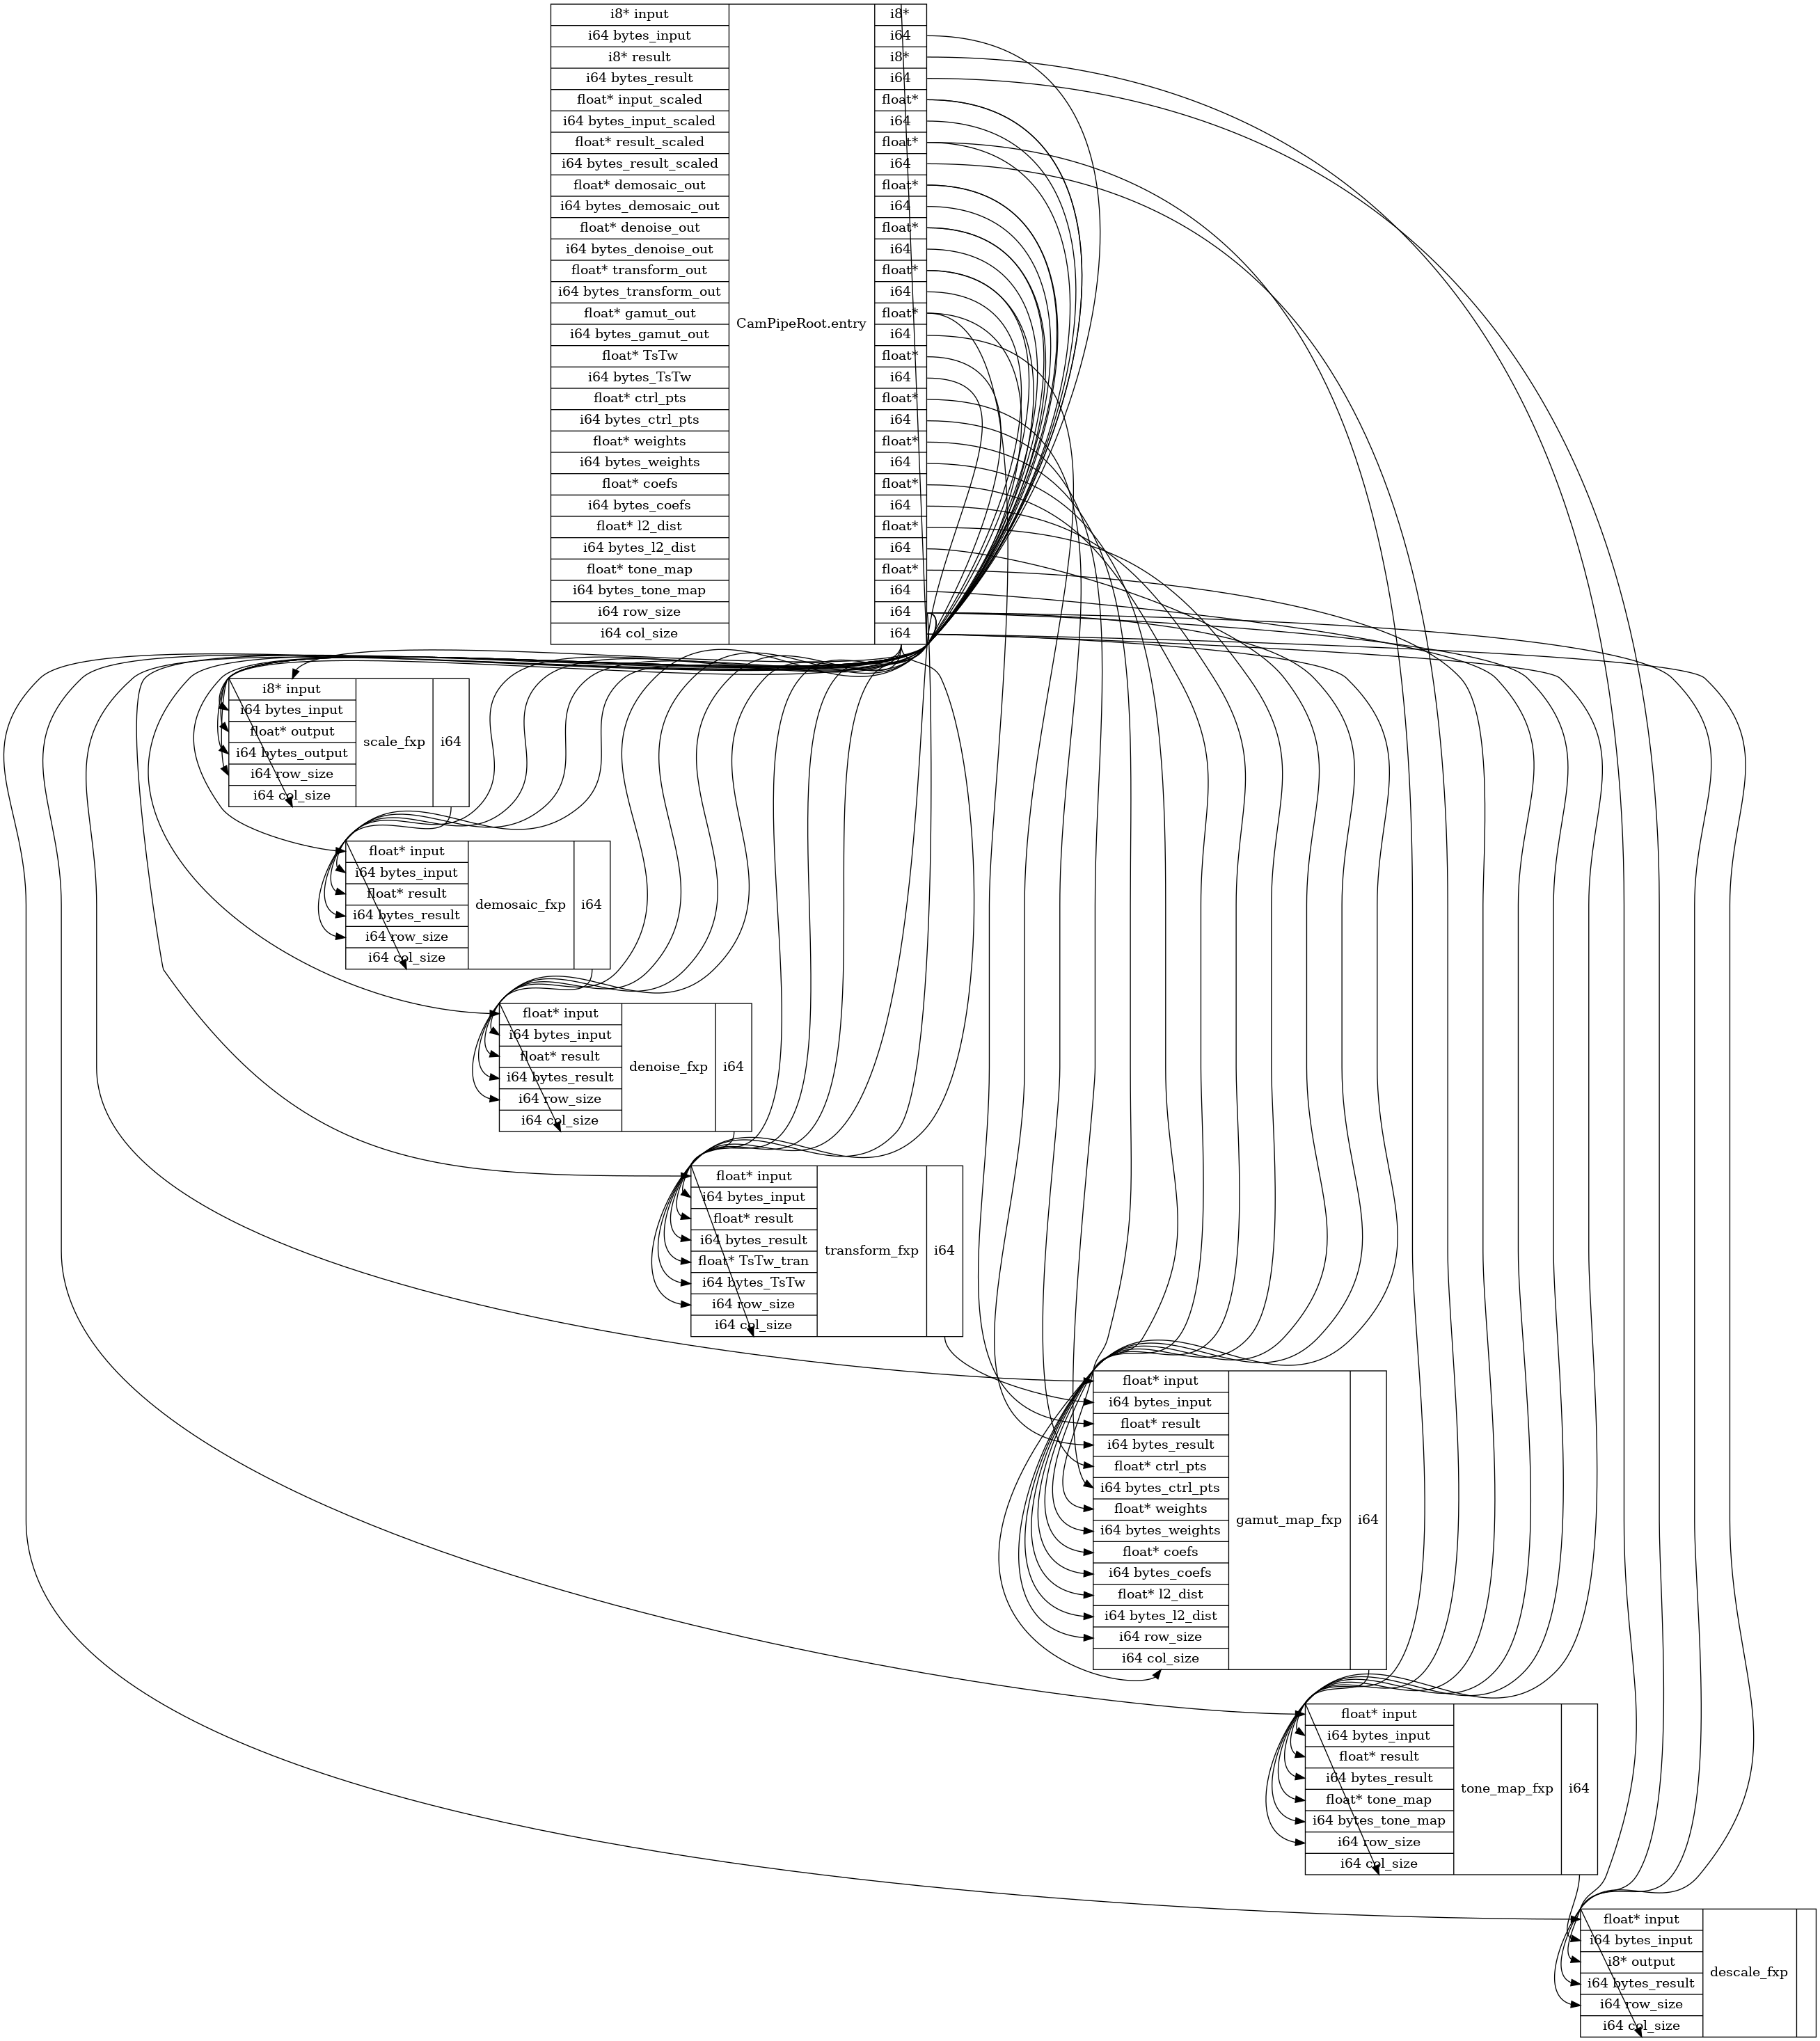 i8* input
i64 bytes_input
i8* result
i64 bytes_result
float* input_scaled
i64 bytes_input_scaled
float* result_scaled
i64 bytes_result_scaled
float* demosaic_out
i64 bytes_demosaic_out
float* denoise_out
i64 bytes_denoise_out
float* transform_out
i64 bytes_transform_out
float* gamut_out
i64 bytes_gamut_out
float* TsTw
i64 bytes_TsTw
float* ctrl_pts
i64 bytes_ctrl_pts
float* weights
i64 bytes_weights
float* coefs
i64 bytes_coefs
float* l2_dist
i64 bytes_l2_dist
float* tone_map
i64 bytes_tone_map
i64 row_size
i64 col_size
CamPipeRoot.entry
i8*
i64
i8*
i64
float*
i64
float*
i64
float*
i64
float*
i64
float*
i64
float*
i64
float*
i64
float*
i64
float*
i64
float*
i64
float*
i64
float*
i64
i64
i64
i8* input
i64 bytes_input
float* output
i64 bytes_output
i64 row_size
i64 col_size
scale_fxp
i64
float* input
i64 bytes_input
float* result
i64 bytes_result
i64 row_size
i64 col_size
demosaic_fxp
i64
float* input
i64 bytes_input
float* result
i64 bytes_result
i64 row_size
i64 col_size
denoise_fxp
i64
float* input
i64 bytes_input
float* result
i64 bytes_result
float* TsTw_tran
i64 bytes_TsTw
i64 row_size
i64 col_size
transform_fxp
i64
float* input
i64 bytes_input
float* result
i64 bytes_result
float* ctrl_pts
i64 bytes_ctrl_pts
float* weights
i64 bytes_weights
float* coefs
i64 bytes_coefs
float* l2_dist
i64 bytes_l2_dist
i64 row_size
i64 col_size
gamut_map_fxp
i64
float* input
i64 bytes_input
float* result
i64 bytes_result
float* tone_map
i64 bytes_tone_map
i64 row_size
i64 col_size
tone_map_fxp
i64
float* input
i64 bytes_input
i8* output
i64 bytes_result
i64 row_size
i64 col_size
descale_fxp